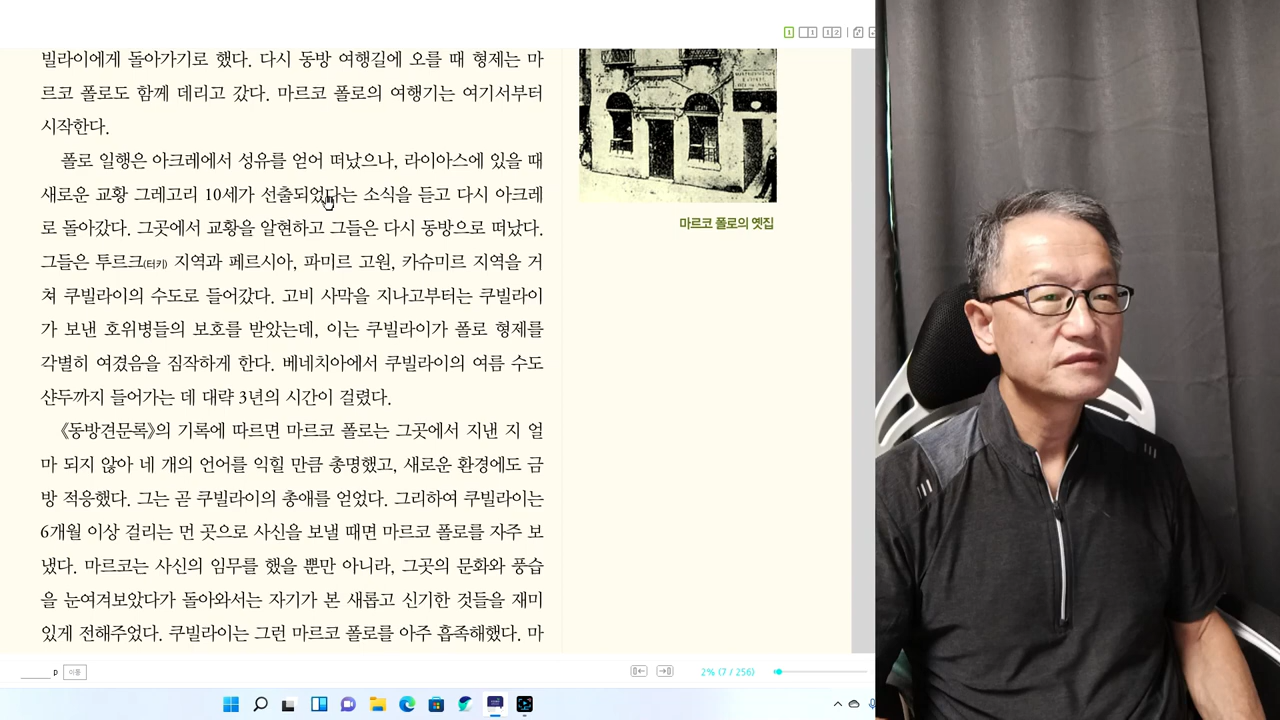 빌라이에게 돌아가기로 했다. 다시 동방 여행길에 오를 때 형제는 마
르코 폴로도 함께 데리고 갔다. 마르코 폴로의 여행기는 여기서부터
시작한다.
폴로 일행은 아크레에서 성유를 얻어 떠났으나, 라이아스에 있을 때
새로운 교황 그레고리 10세가 선출되었다는 소식을 듣고 다시 아크레
로 돌아갔다. 그곳에서 교황을 알현하고 그들은 다시 동방으로 떠났다.
그들은 투르크(터키) 지역과 페르시아, 파미르 고원, 카슈미르 지역을 거
쳐 쿠빌라이의 수도로 들어갔다. 고비 사막을 지나고부터는 쿠빌라이
가 보낸 호위병들의 보호를 받았는데, 이는 쿠빌라이가 폴로 형제를
각별히 여겼음을 짐작하게 한다. 베네치아에서 쿠빌라이의 여름 수도
샨두까지 들어가는 데 대략 3년의 시간이 걸렸다.
《동방견문록》의 기록에 따르면 마르코 폴로는 그곳에서 지낸 지 얼
마 되지 않아 네 개의 언어를 익힐 만큼 총명했고, 새로운 환경에도 금
방 적응했다. 그는 곧 쿠빌라이의 총애를 얻었다. 그리하여 쿠빌라이는
6개월 이상 걸리는 먼 곳으로 사신을 보낼 때면 마르코 폴로를 자주 보
냈다. 마르코는 사신의 임무를 했을 뿐만 아니라, 그곳의 문화와 풍습
을 눈여겨보았다가 돌아와서는 자기가 본 새롭고 신기한 것들을 재미
있게 전해주었다. 쿠빌라이는 그런 마르코 폴로를 아주 흡족해했다. 마
마르코 폴로의 옛집
p 이동
2% (7 / 256)